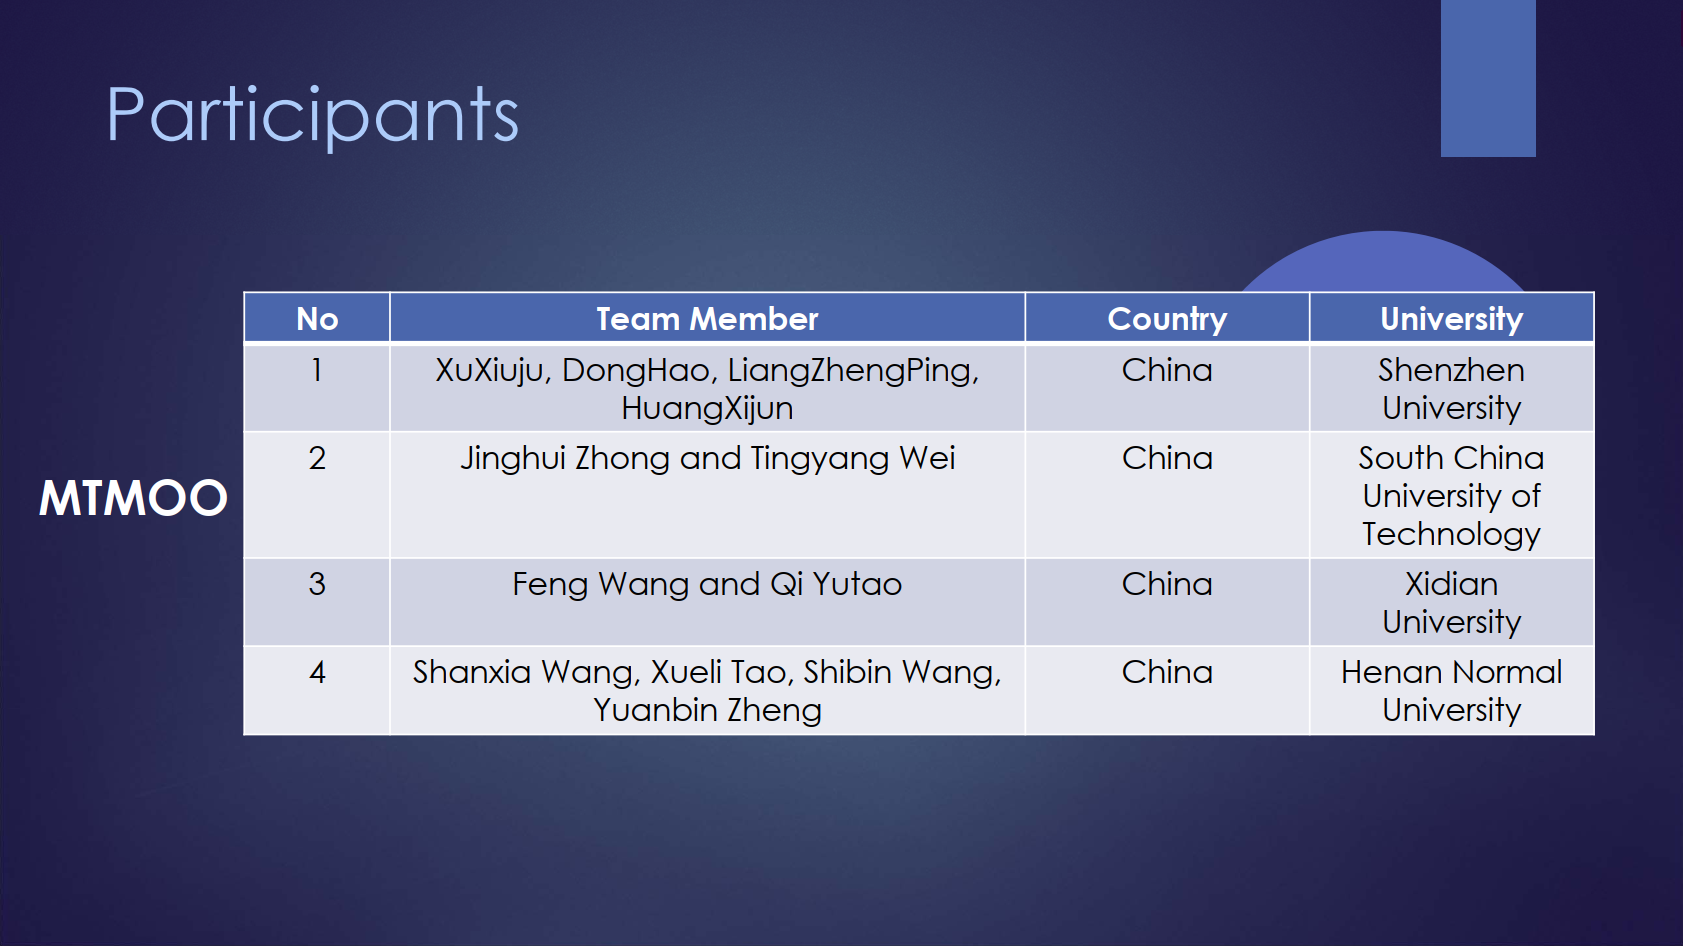 Participants
No Team Member Country University
1 XuXiuju, DongHao, LiangZhengPing, China Shenzhen
HuangXijun University
2 Jinghui Zhong and Tingyang Wei China South China
MTMOO University of
Technology
3 Feng Wang and Qi Yutao China Xidian
University
4 Shanxia Wang, Xueli Tao, Shibin Wang, China Henan Normal
Yuanbin Zheng University